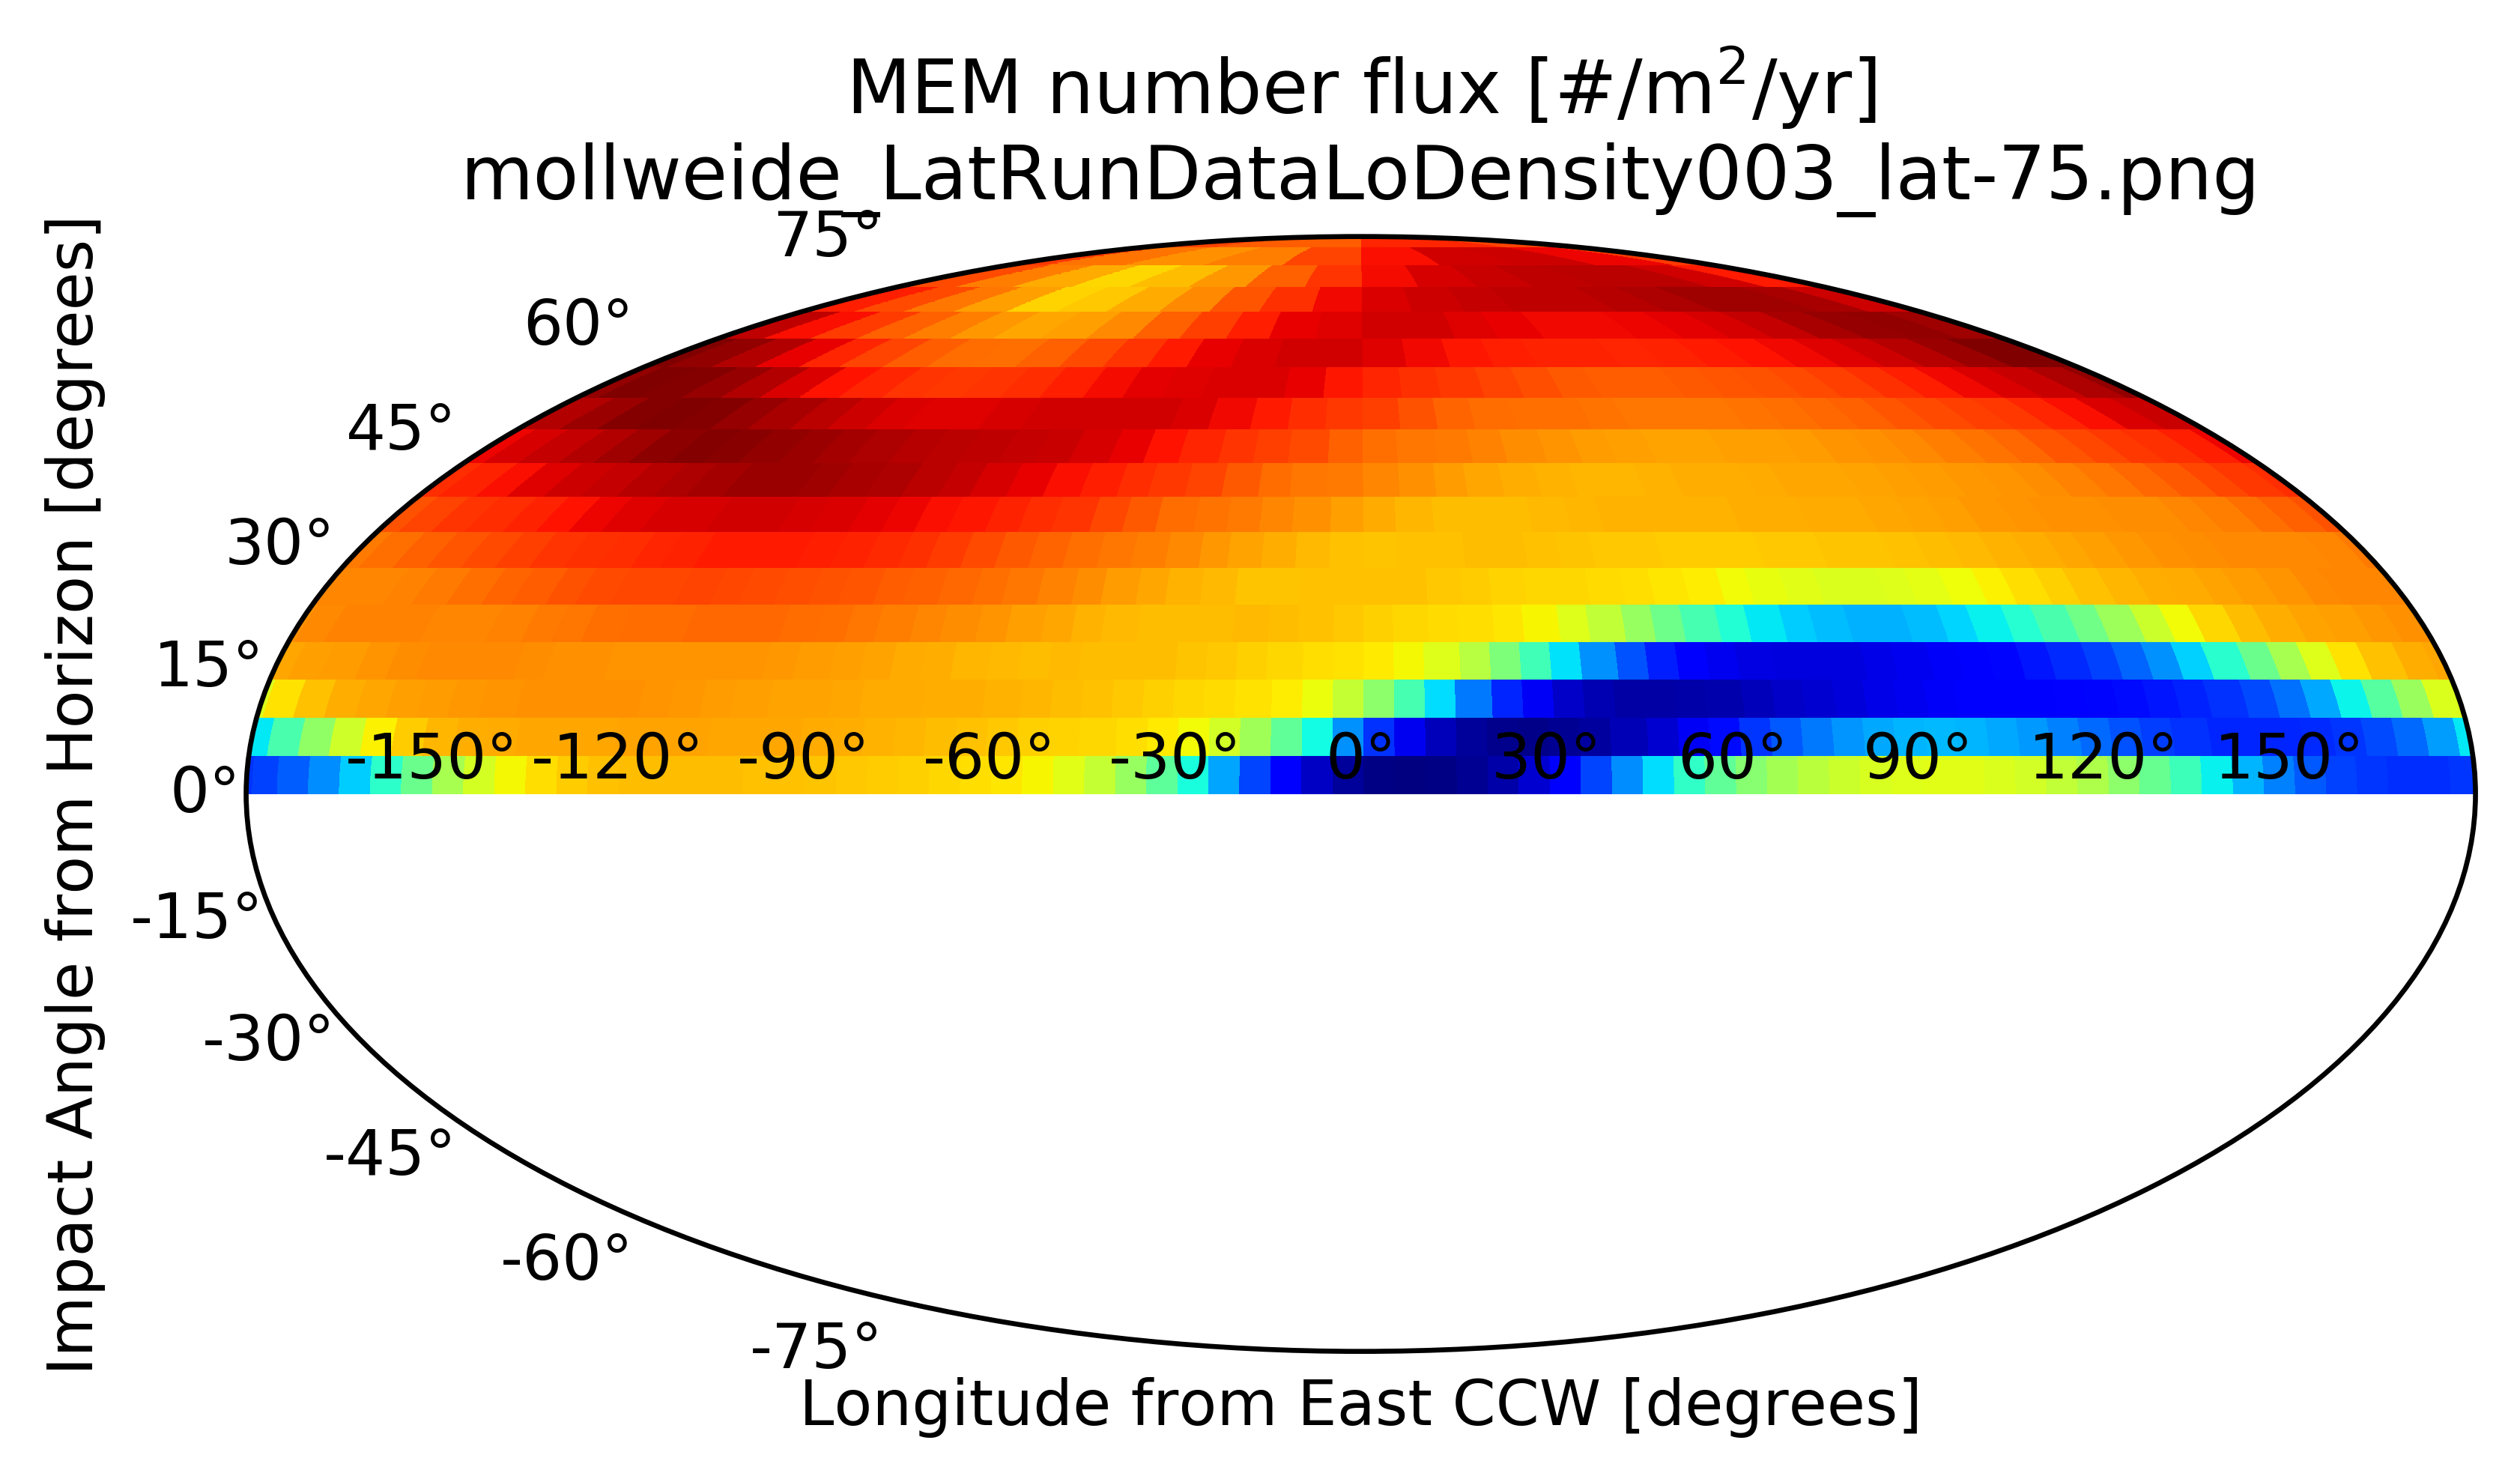 MEM number flux [#/m²/yr]
mollweide_LatRunDataLoDensity003_lat-75.png
75°
60°
45°
30°
15°
0°
-15°
-30°
-45°
-60°
-75°
-150° -120° -90° -60° -30° 0° 30° 60° 90° 120° 150°
Impact Angle from Horizon [degrees]
Longitude from East CCW [degrees]